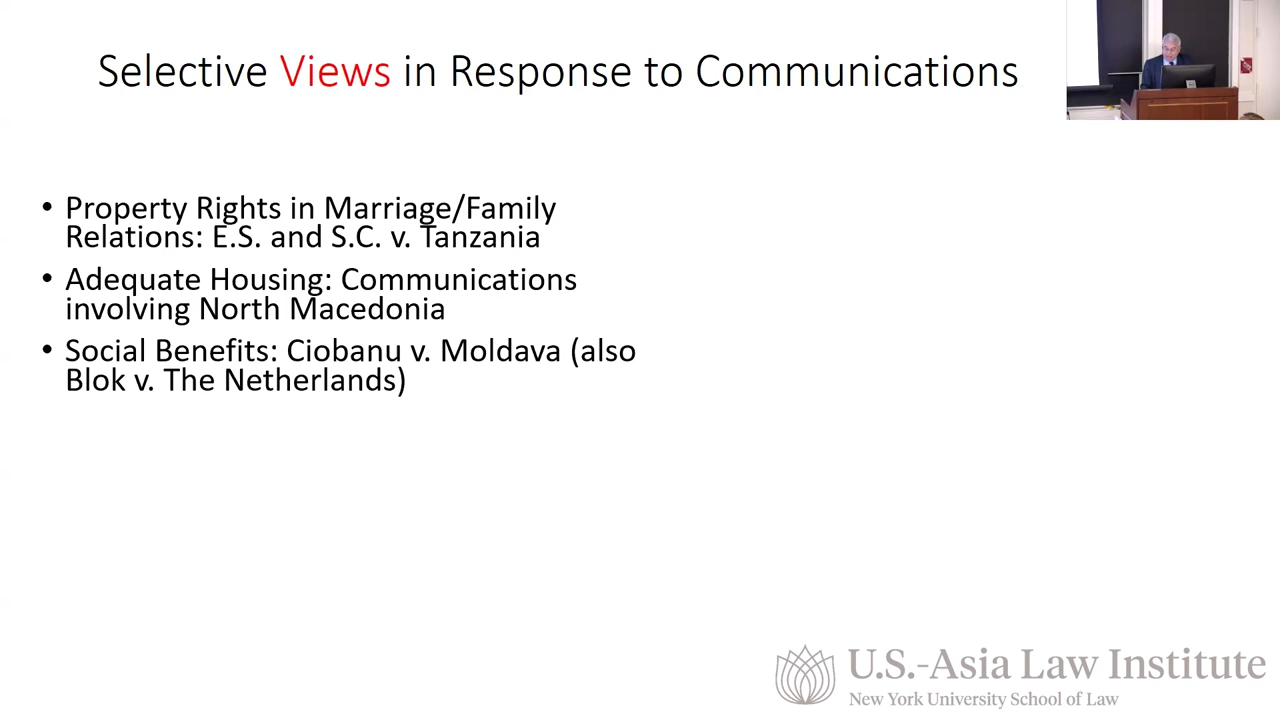 Selective Views in Response to Communications
• Property Rights in Marriage/Family
Relations: E.S. and S.C. v. Tanzania
• Adequate Housing: Communications
involving North Macedonia
• Social Benefits: Ciobanu v. Moldava (also
Blok v. The Netherlands)
U.S.-Asia Law Institute
New York University School of Law